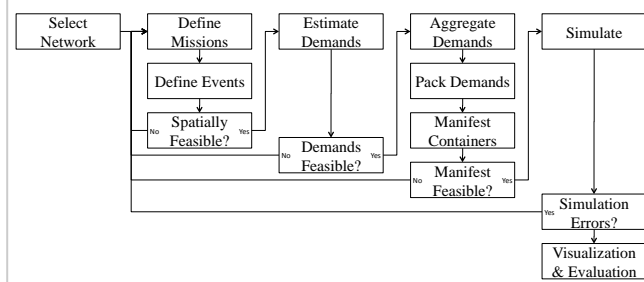 Select
Network
Define
Missions
Define Events
No
Spatially
Feasible?
Yes
Estimate
Demands
No
Demands
Feasible?
Yes
Aggregate
Demands
Pack Demands
Manifest
Containers
No
Manifest
Feasible?
Yes
Simulate
Yes
Simulation
Errors?
Visualization
& Evaluation